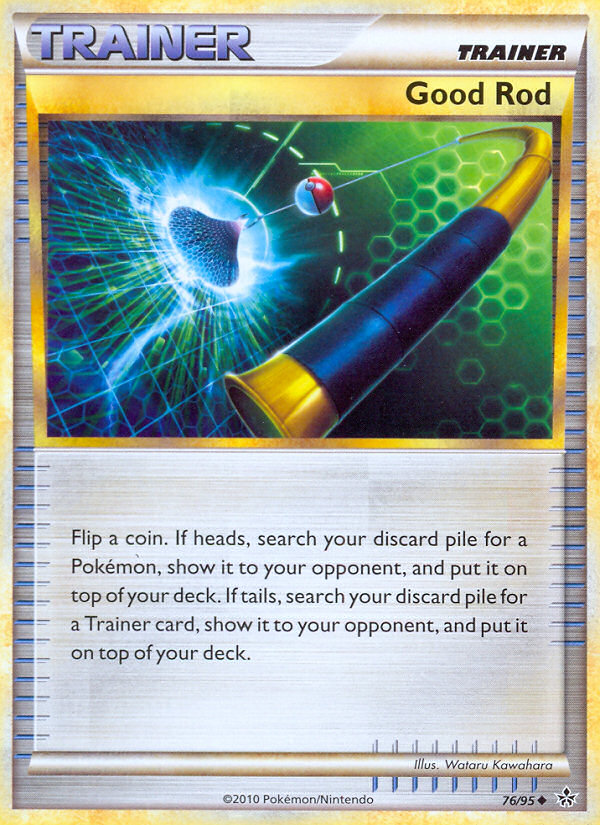 TRAINER
TRAINER
Good Rod
Flip a coin. If heads, search your discard pile for a
Pokémon, show it to your opponent, and put it on
top of your deck. If tails, search your discard pile for
a Trainer card, show it to your opponent, and put it
on top of your deck.
Illus. Wataru Kawahara
©2010 Pokémon/Nintendo
76/95